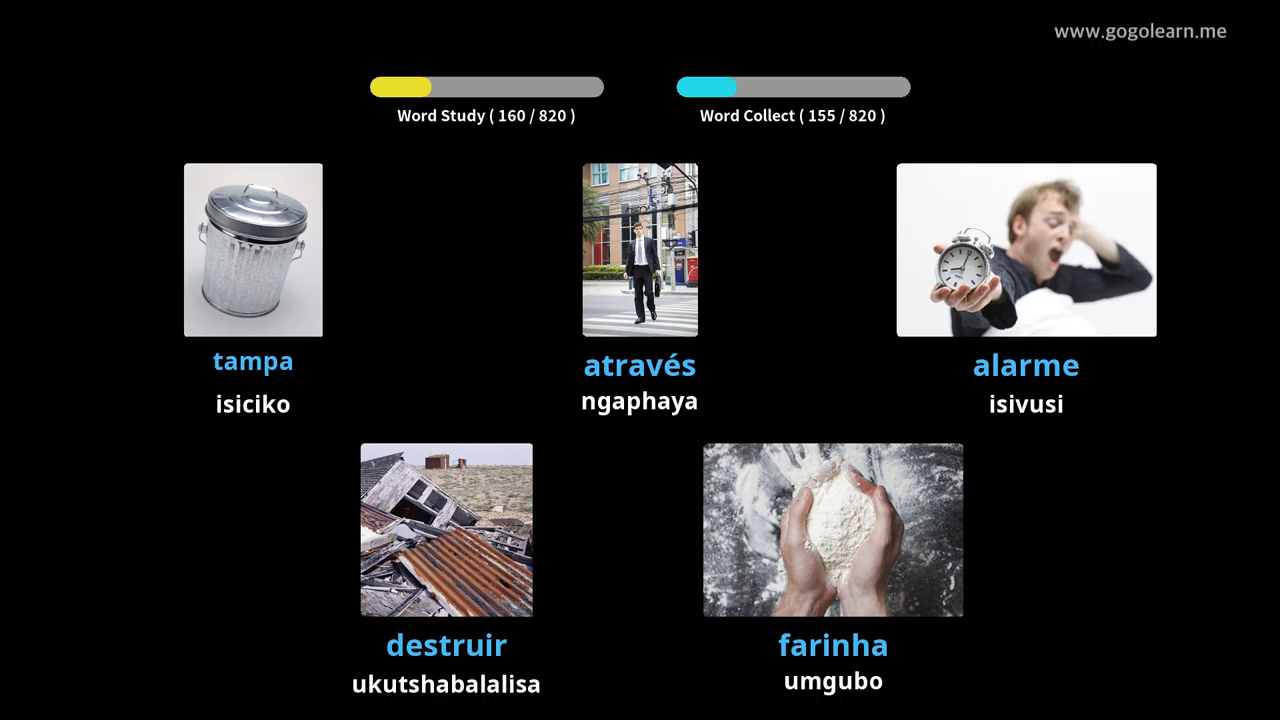 www.gogolearn.me
Word Study ( 160 / 820 )
Word Collect ( 155 / 820 )
tampa
isiciko
através
ngaphaya
alarme
isivusi
destruir
ukutshabalalisa
farinha
umgubo